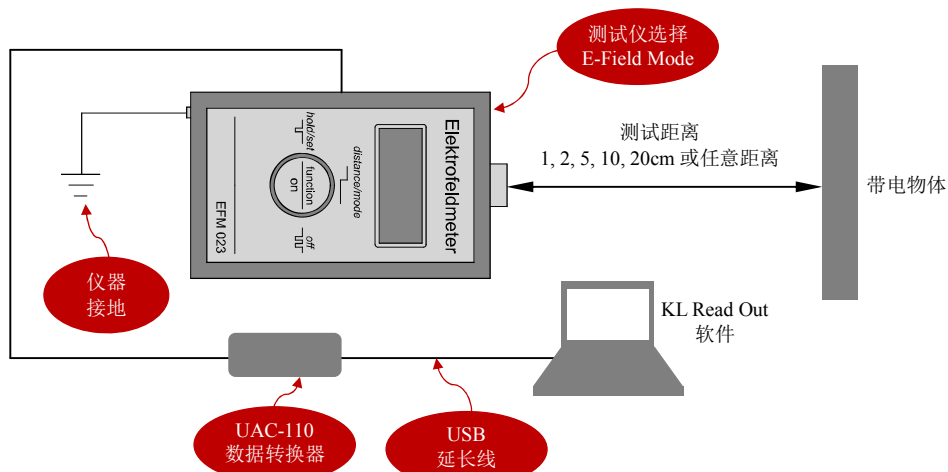 测试仪选择
E-Field Mode
hold/set
function
on
distance/mode
off
EFM 023
Elektrofeldmeter
测试距离
1, 2, 5, 10, 20cm 或任意距离
带电物体
仪器
接地
KL Read Out
软件
UAC-110
数据转换器
USB
延长线